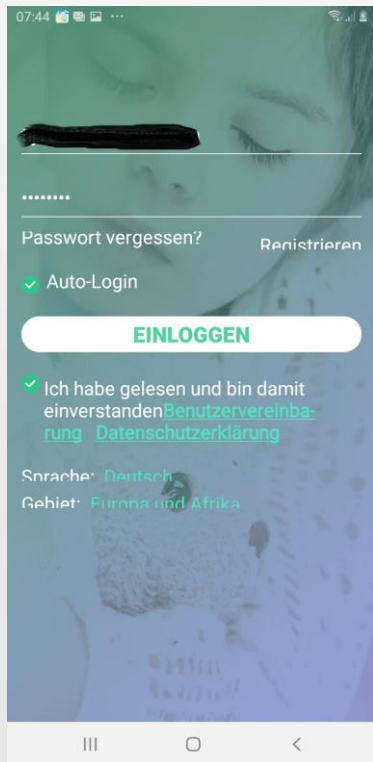 07:44
Passwort vergessen?
Registrieren
Auto-Login
EINLOGGEN
Ich habe gelesen und bin damit
einverstandenBenutzervereinba-
rung Datenschutzerklärung
Sprache: Deutsch
Gebiet: Europa und Afrika